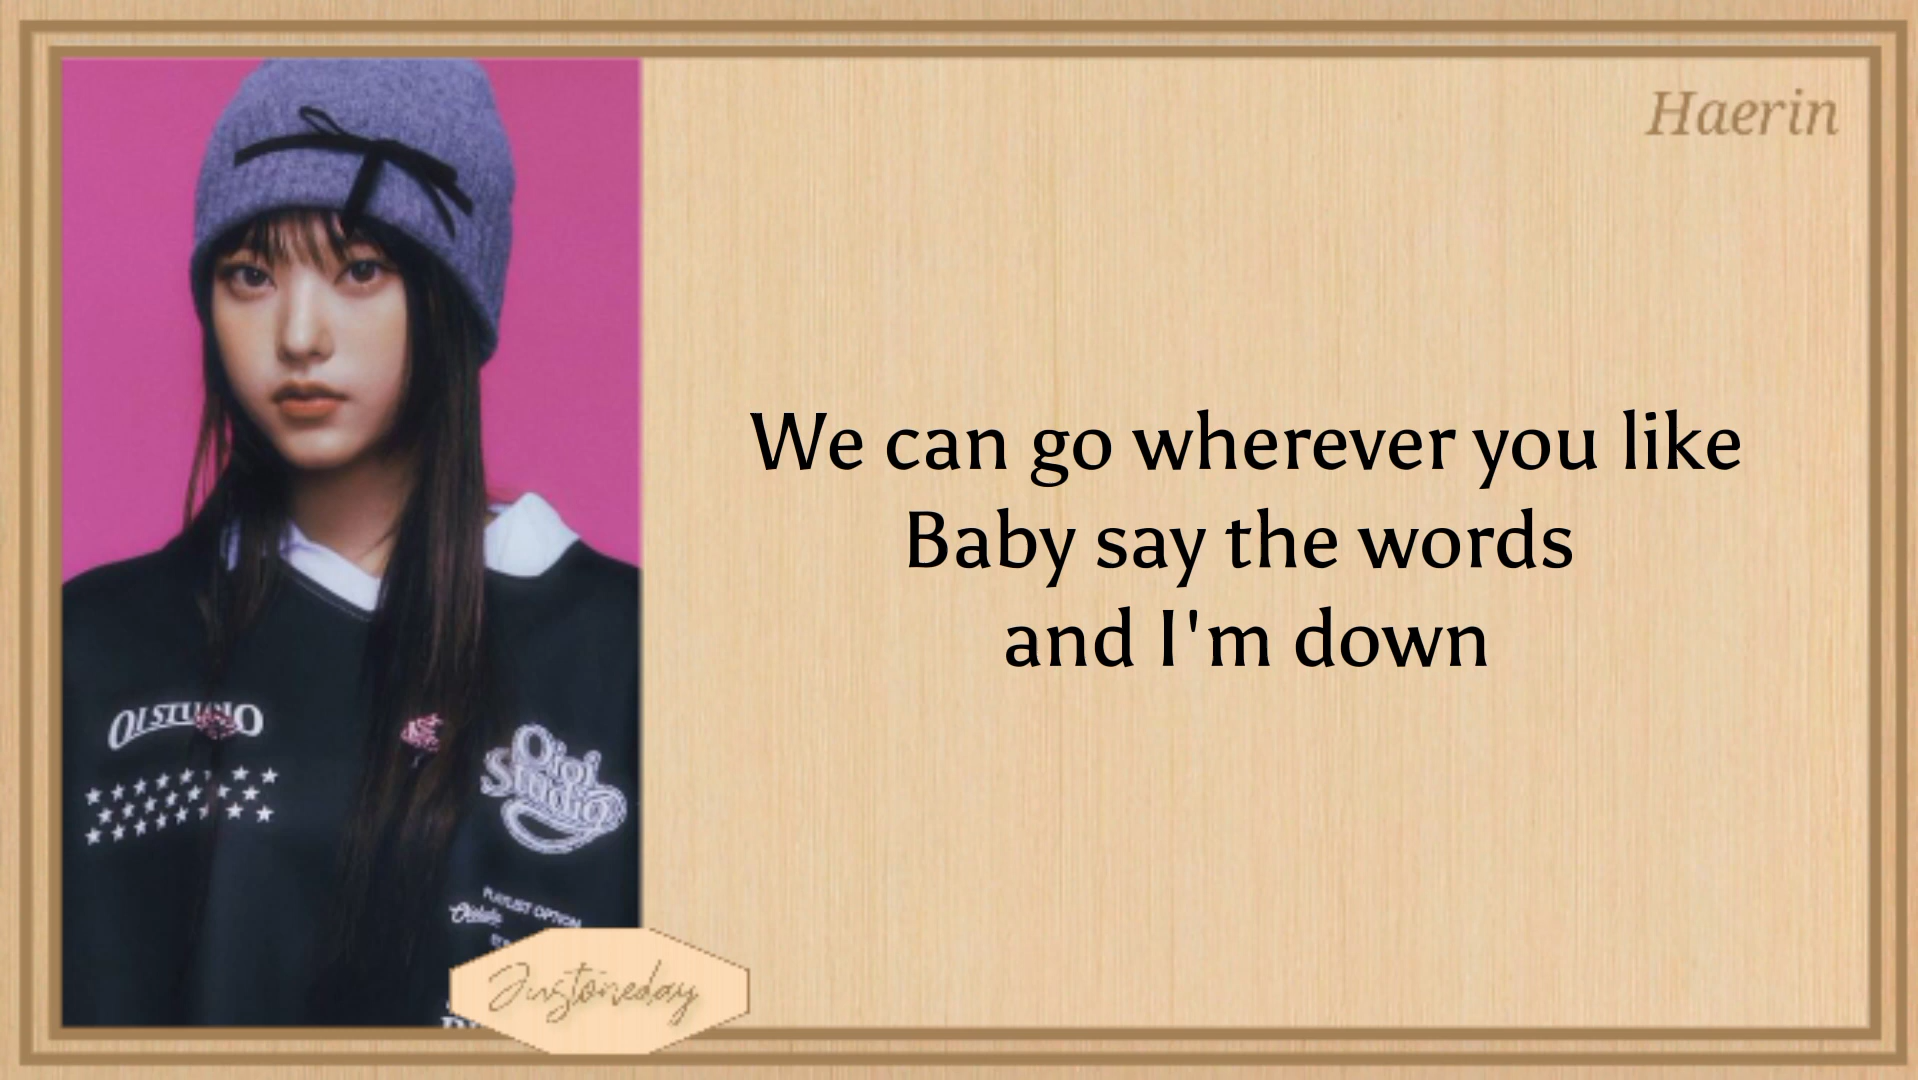 Haerin
We can go wherever you like
Baby say the words
and I'm down
OI STUDIO
Oioi
Studio
PLAYLIST OPTION
Justoneday